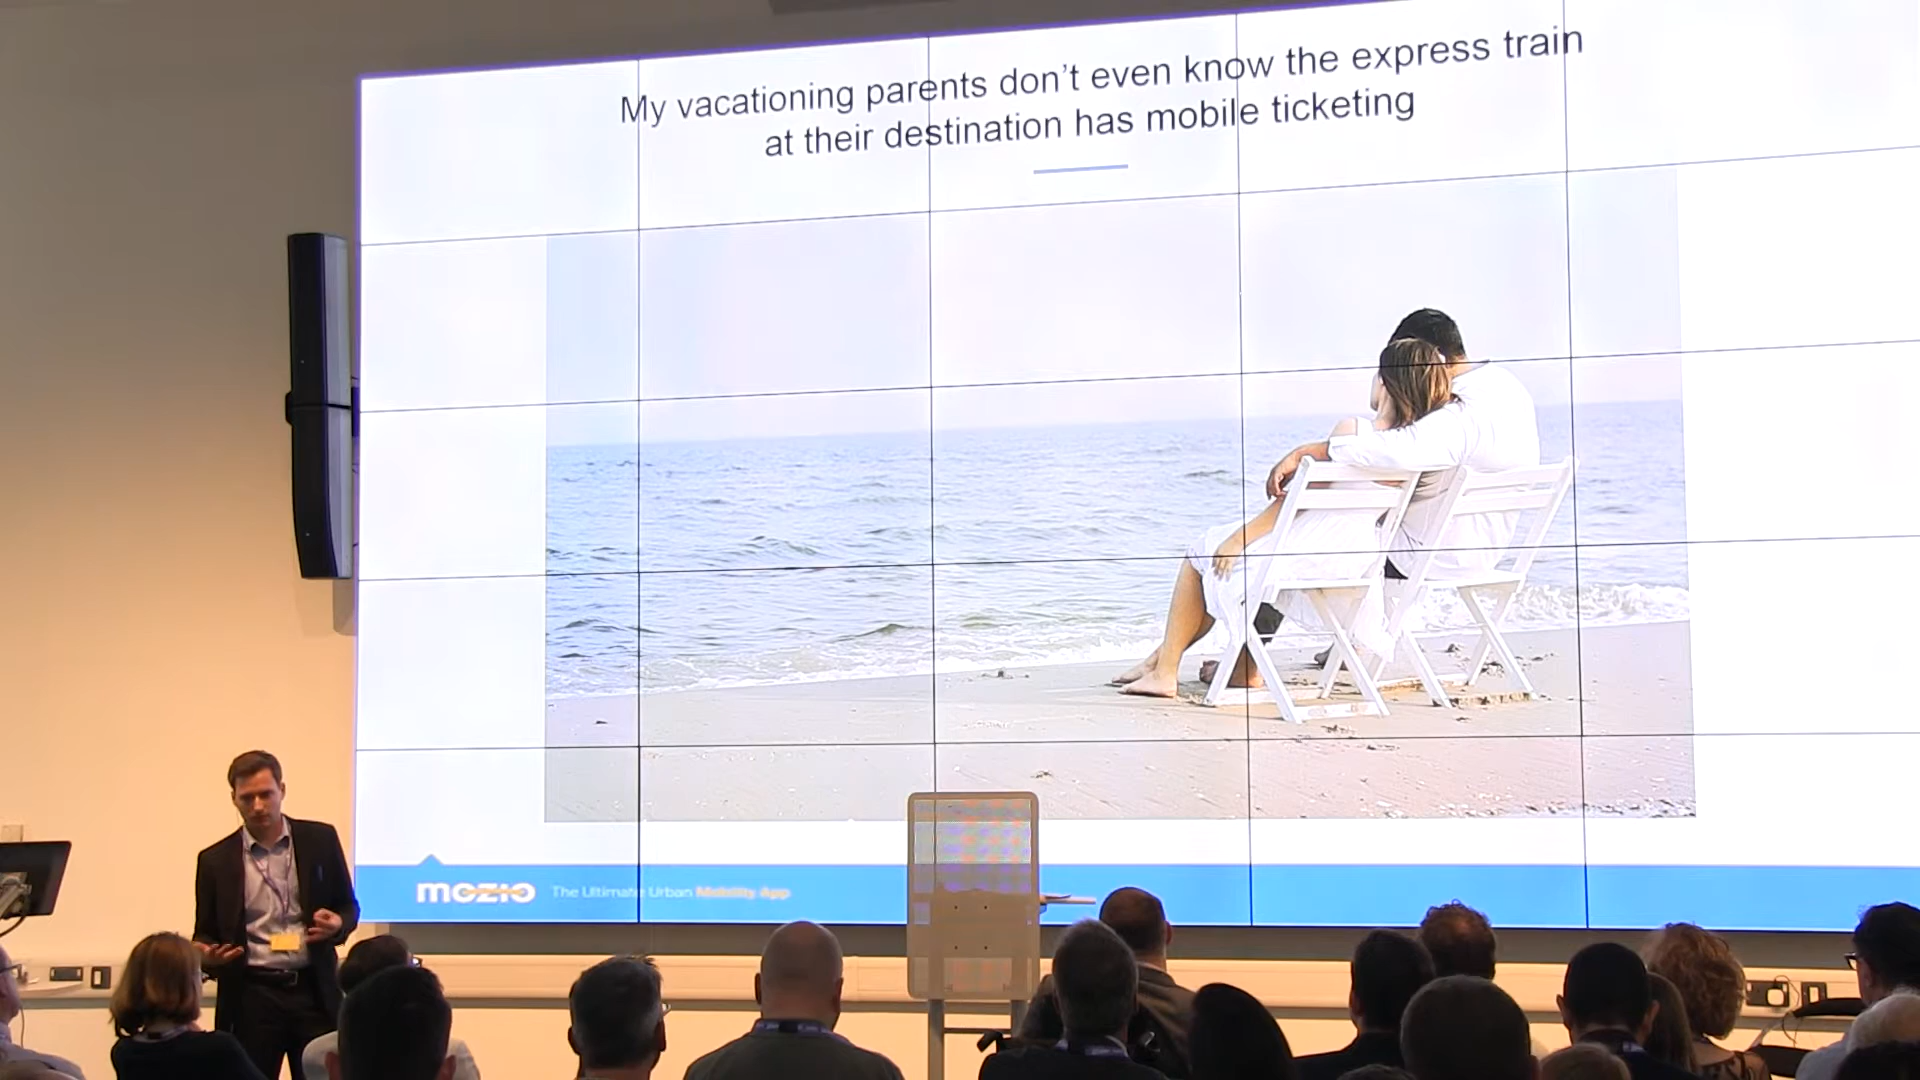 My vacationing parents don't even know the express train
at their destination has mobile ticketing
mozio The Ultimate Urban Mobility App